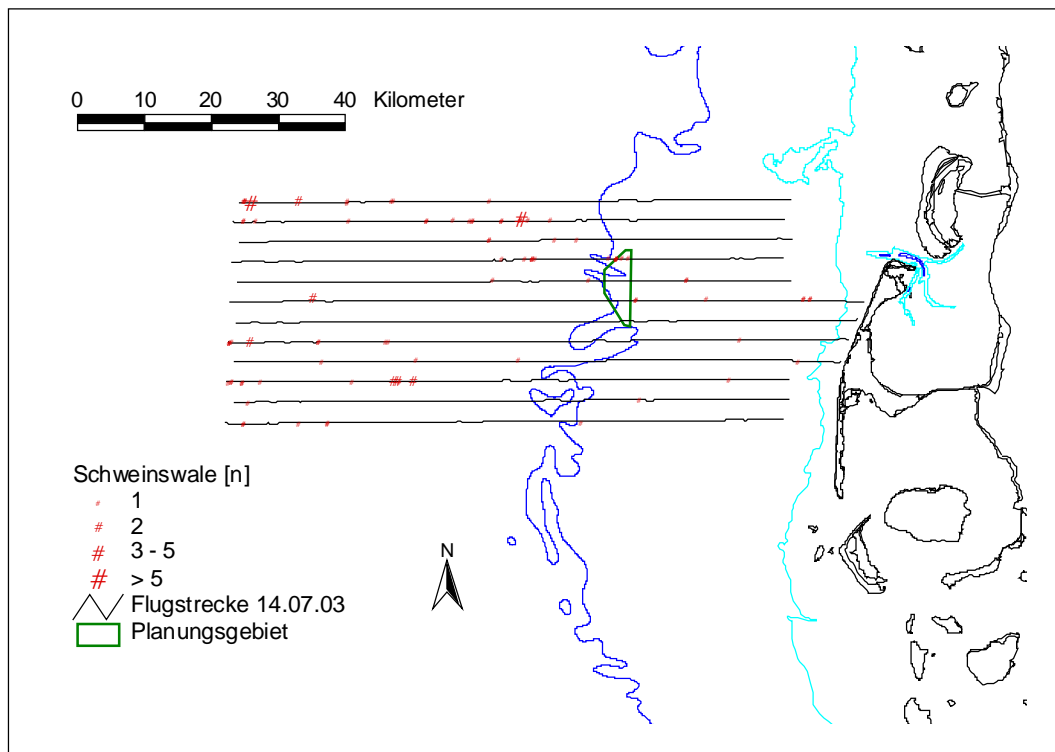 0 10 20 30 40 Kilometer
Schweinswale [n]
# 1
# 2
# 3 - 5
# > 5
Flugstrecke 14.07.03
Planungsgebiet
N